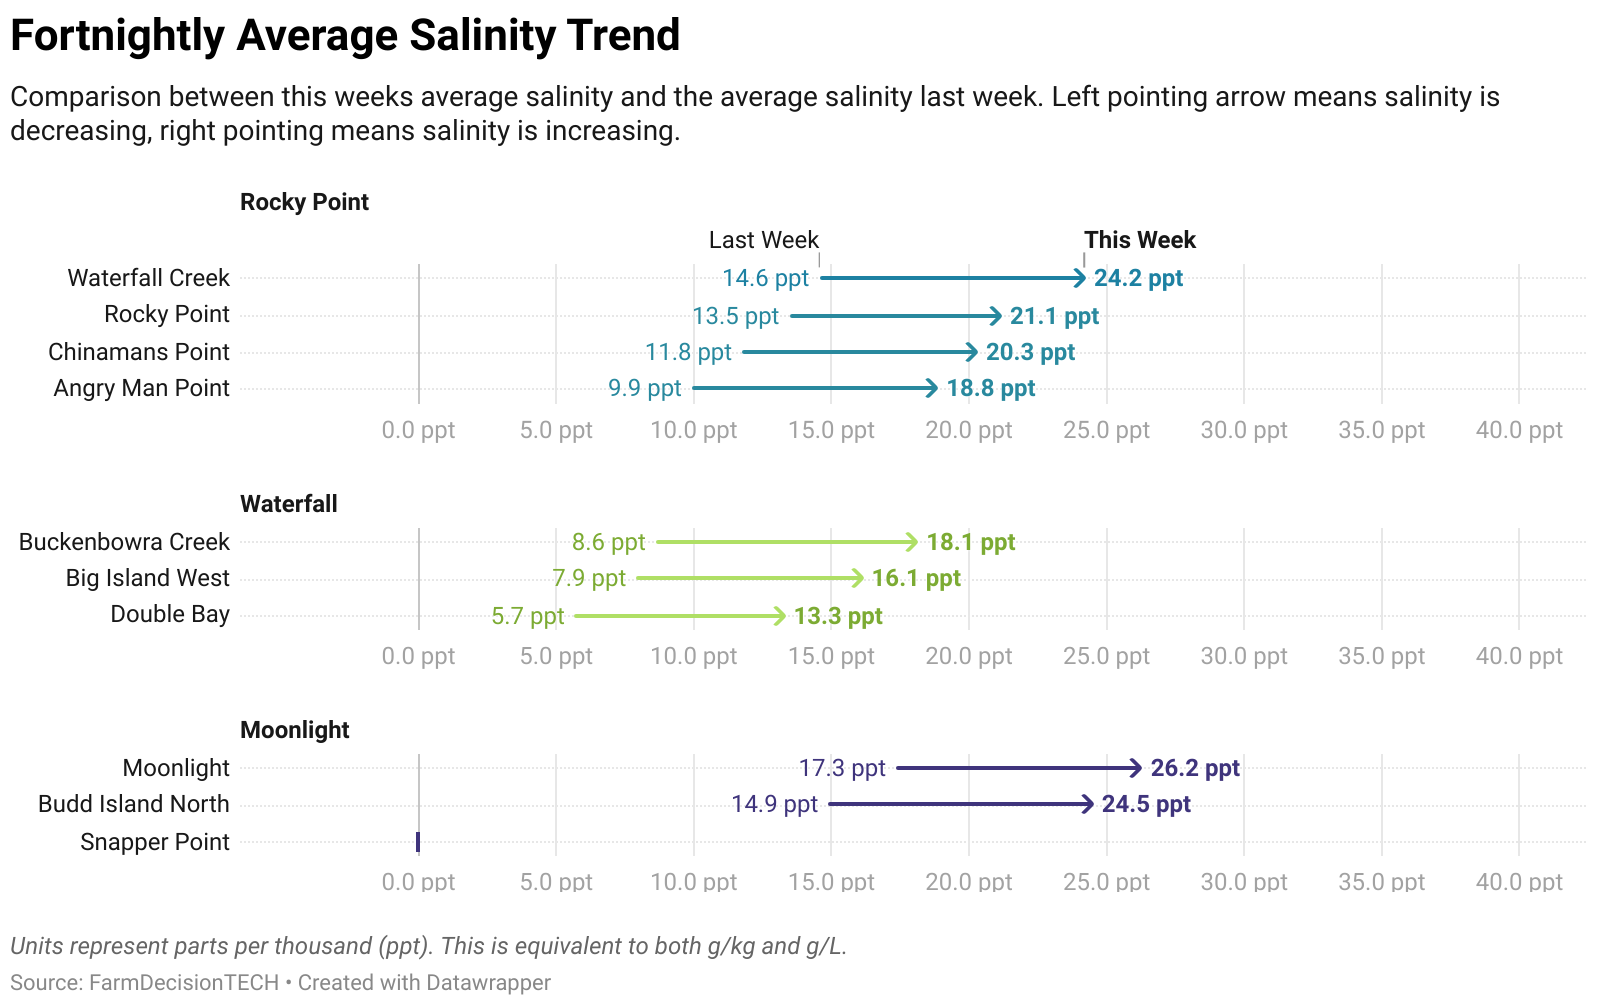 Fortnightly Average Salinity Trend
Comparison between this weeks average salinity and the average salinity last week. Left pointing arrow means salinity is
decreasing, right pointing means salinity is increasing.
Rocky Point
Last Week This Week
Waterfall Creek 14.6 ppt 24.2 ppt
Rocky Point 13.5 ppt 21.1 ppt
Chinamans Point 11.8 ppt 20.3 ppt
Angry Man Point 9.9 ppt 18.8 ppt
0.0 ppt 5.0 ppt 10.0 ppt 15.0 ppt 20.0 ppt 25.0 ppt 30.0 ppt 35.0 ppt 40.0 ppt
Waterfall
Buckenbowra Creek 8.6 ppt 18.1 ppt
Big Island West 7.9 ppt 16.1 ppt
Double Bay 5.7 ppt 13.3 ppt
0.0 ppt 5.0 ppt 10.0 ppt 15.0 ppt 20.0 ppt 25.0 ppt 30.0 ppt 35.0 ppt 40.0 ppt
Moonlight
Moonlight 17.3 ppt 26.2 ppt
Budd Island North 14.9 ppt 24.5 ppt
Snapper Point
0.0 ppt 5.0 ppt 10.0 ppt 15.0 ppt 20.0 ppt 25.0 ppt 30.0 ppt 35.0 ppt 40.0 ppt
Units represent parts per thousand (ppt). This is equivalent to both g/kg and g/L.
Source: FarmDecisionTECH • Created with Datawrapper